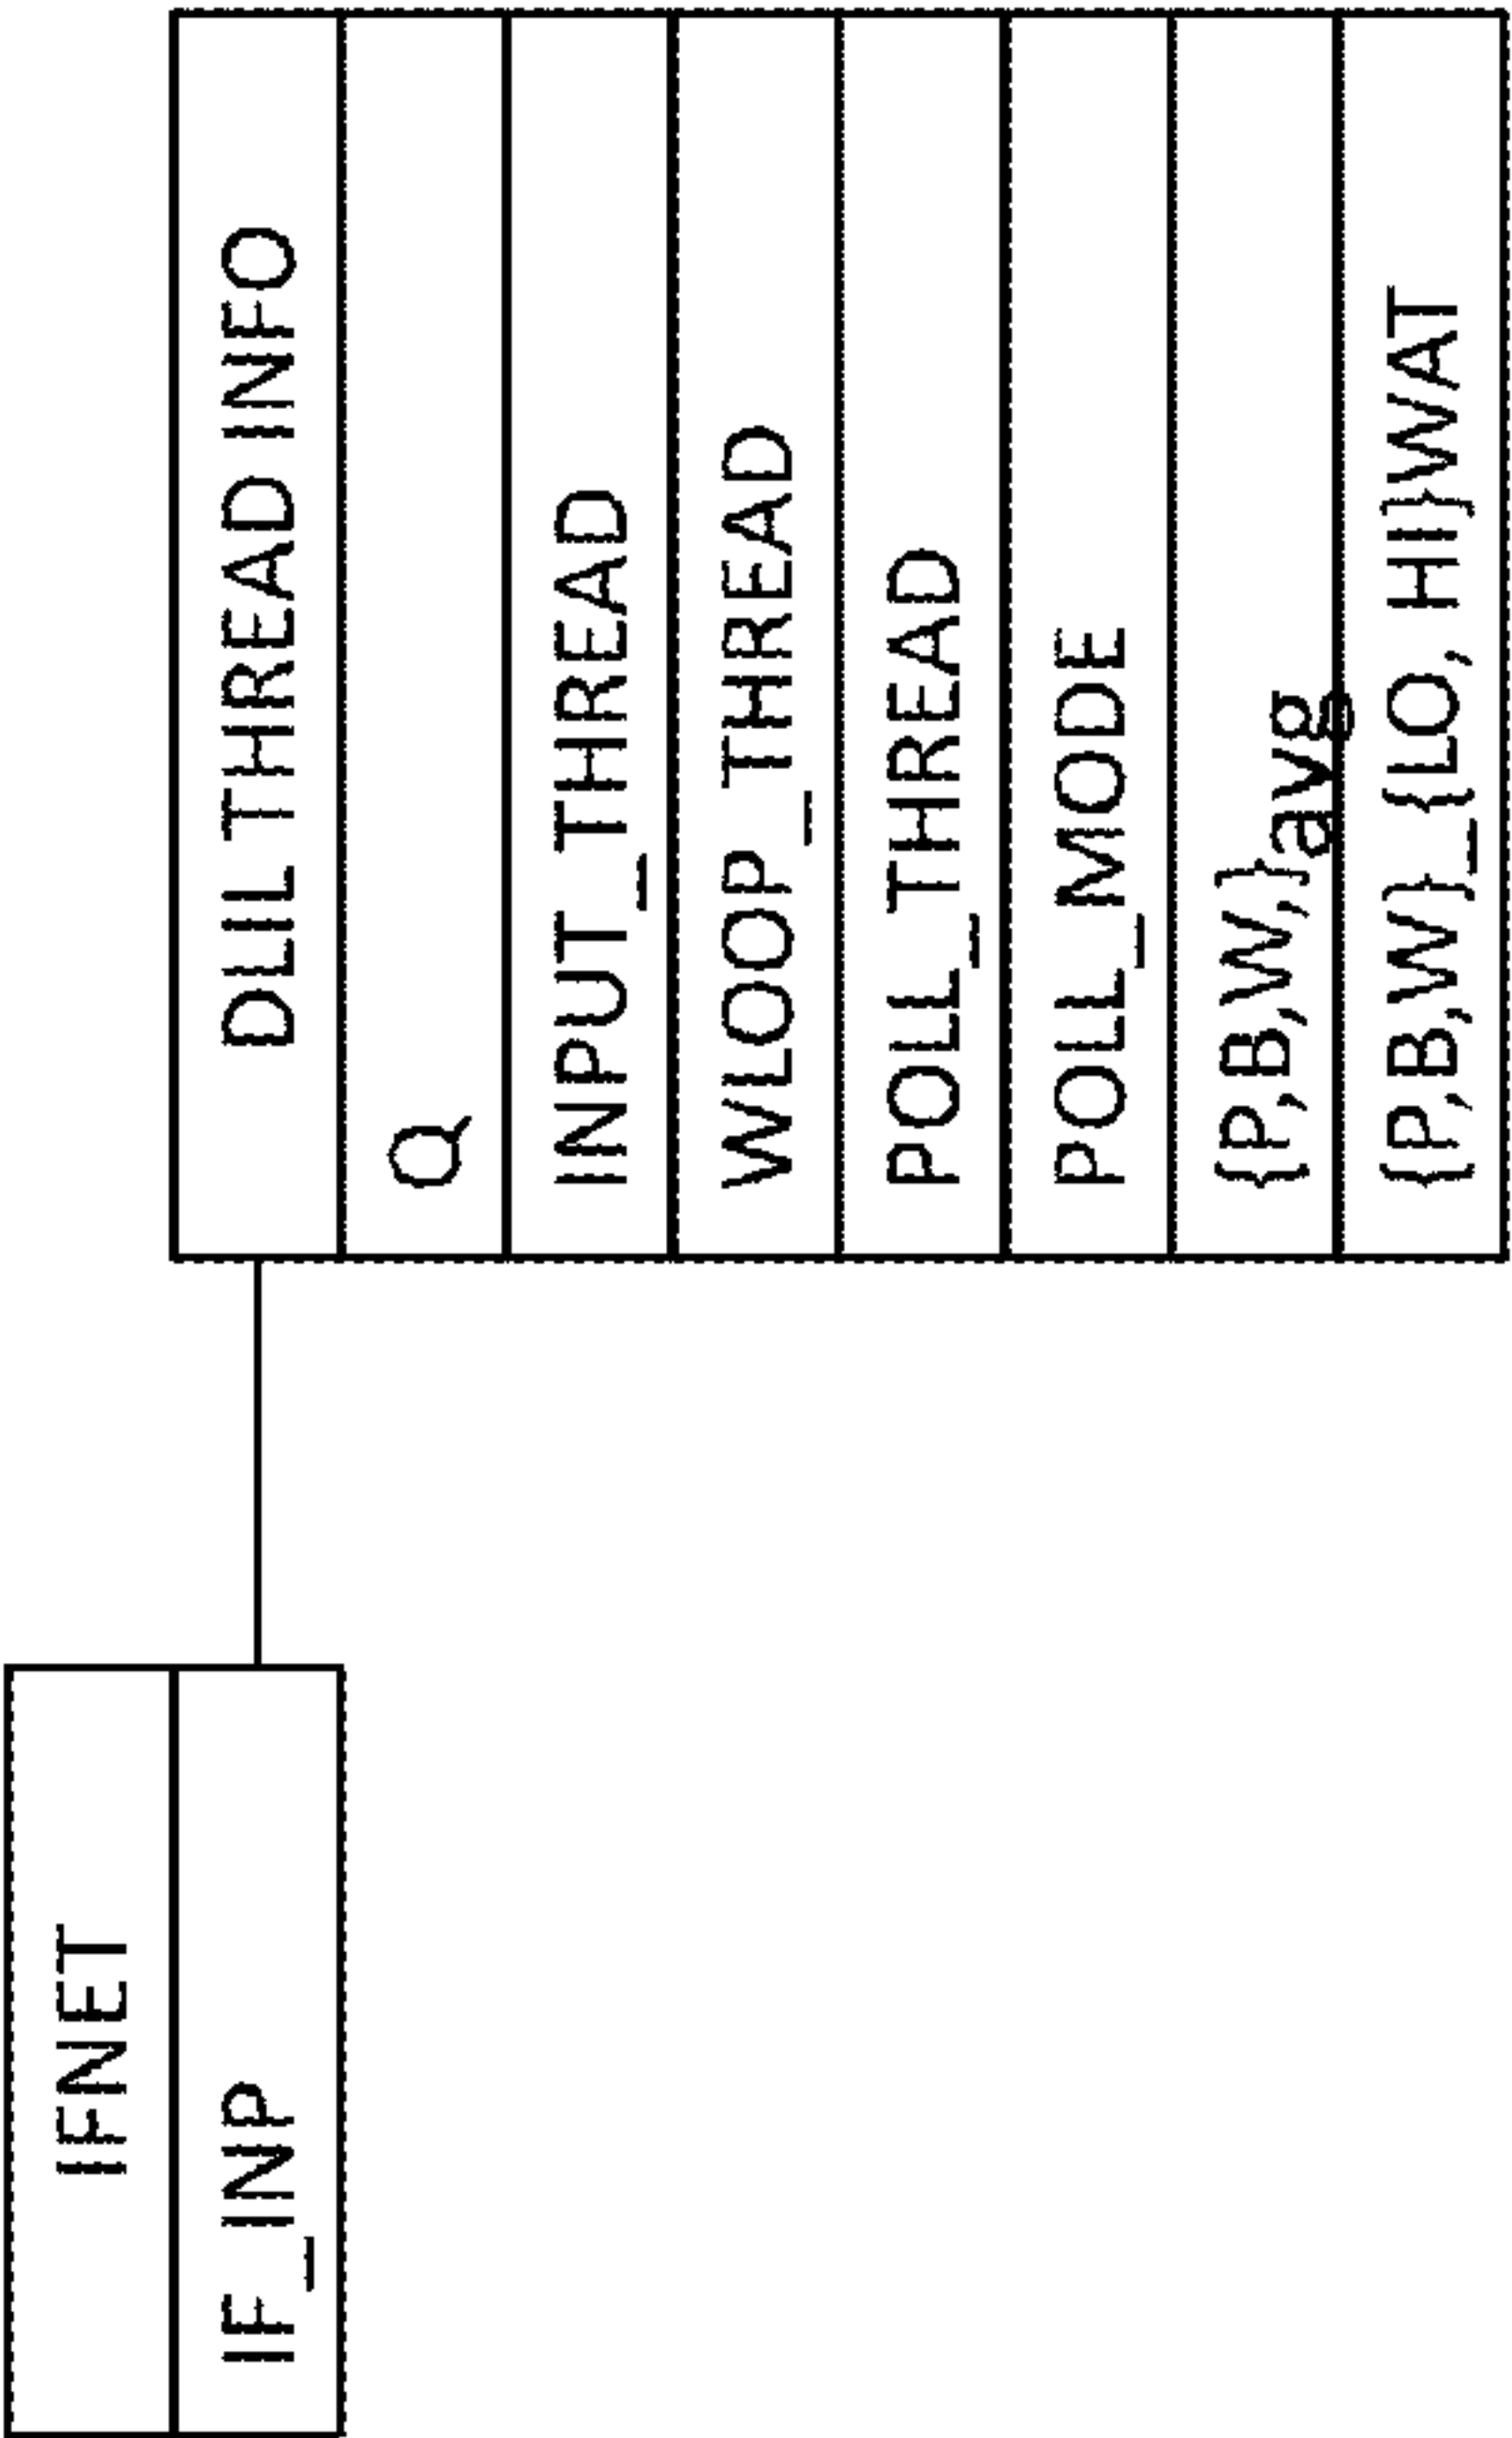 IFNET
IF_INP
DLIL THREAD INFO
Q
INPUT_THREAD
WLOOP_THREAD
POLL_THREAD
POLL_MODE
{P,B,W,}avg
{P,B,W}_{LO, HI}WAT